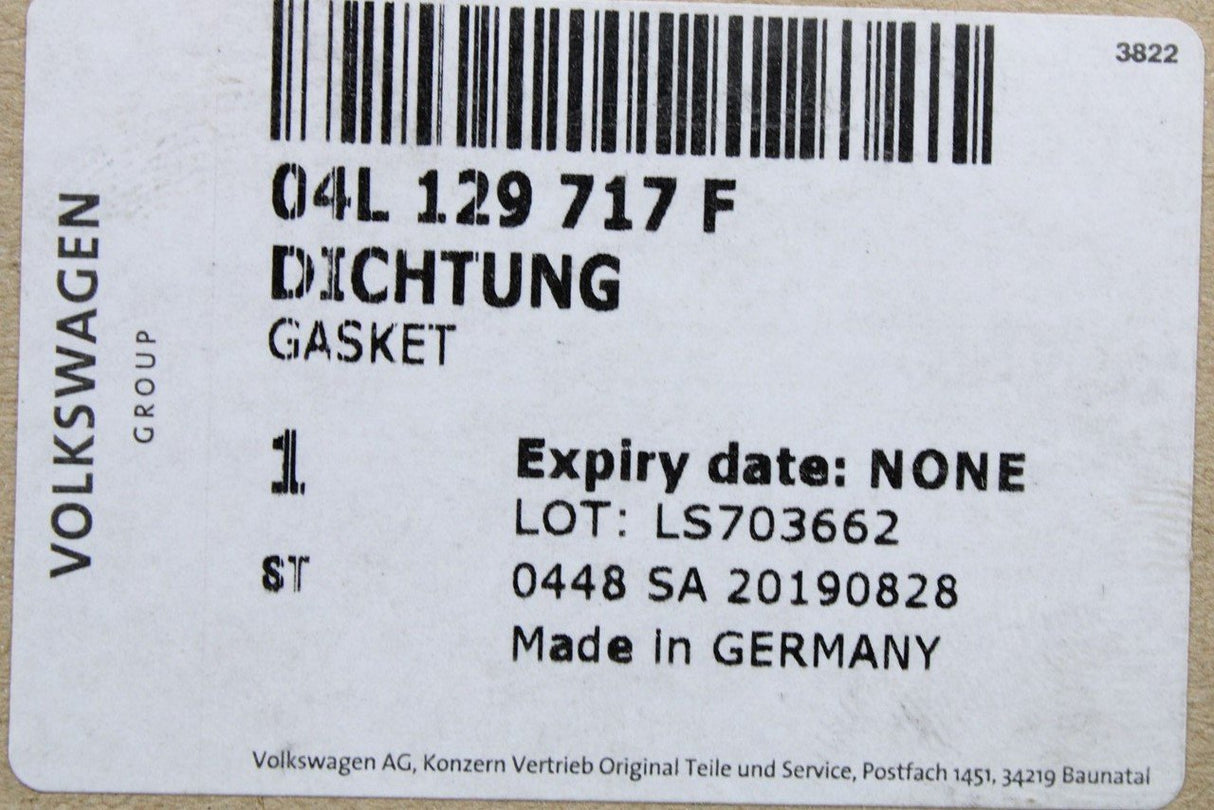 3822
04L 129 717 F
DICHTUNG
GASKET
VOLKSWAGEN
GROUP
1
Expiry date: NONE
LOT: LS703662
ST
0448 SA 20190828
Made in GERMANY
Volkswagen AG, Konzern Vertrieb Original Teile und Service, Postfach 1451, 34219 Baunatal